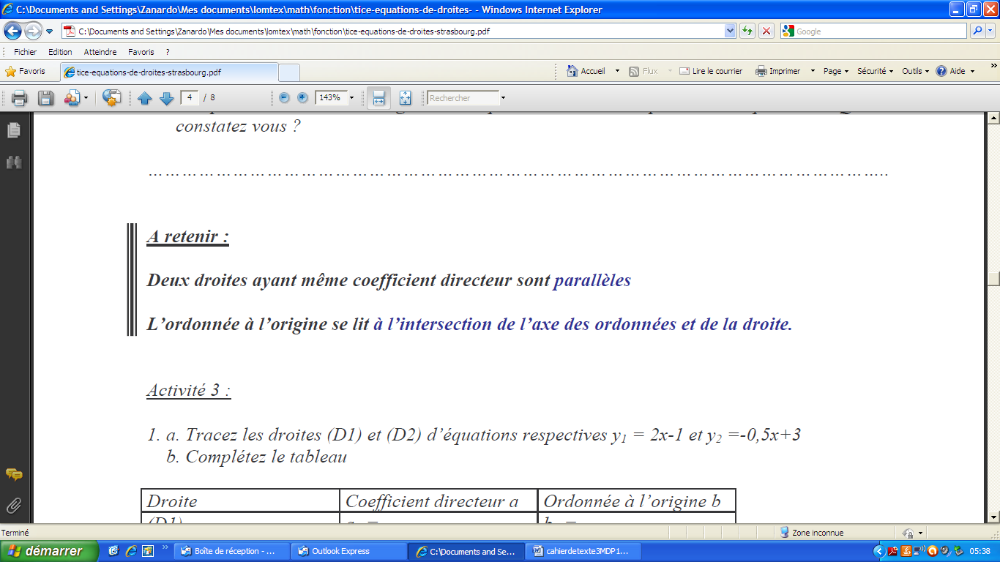 C:\Documents and Settings\Zanardo\Mes documents\lomtex\math\fonction\tice-equations-de-droites- - Windows Internet Explorer
C:\Documents and Settings\Zanardo\Mes documents\lomtex\math\fonction\tice-equations-de-droites-strasbourg.pdf
Google
Fichier Edition Atteindre Favoris ?
Favoris tice-equations-de-droites-strasbourg.pdf Accueil Flux Lire le courrier Imprimer Page Sécurité Outils Aide »
4 / 8 143% Rechercher
constatez vous ?
………………………………………………………………………………………………………………..
A retenir :
Deux droites ayant même coefficient directeur sont parallèles
L'ordonnée à l'origine se lit à l'intersection de l'axe des ordonnées et de la droite.
Activité 3 :
1. a. Tracez les droites (D1) et (D2) d'équations respectives y₁ = 2x-1 et y₂ =-0,5x+3
b. Complétez le tableau
Droite Coefficient directeur a Ordonnée à l'origine b
(D1)
Terminé Zone inconnue
démarrer » Boîte de réception - ... Outlook Express C:\Documents and Se... cahierdetexte3MDP1... 05:38